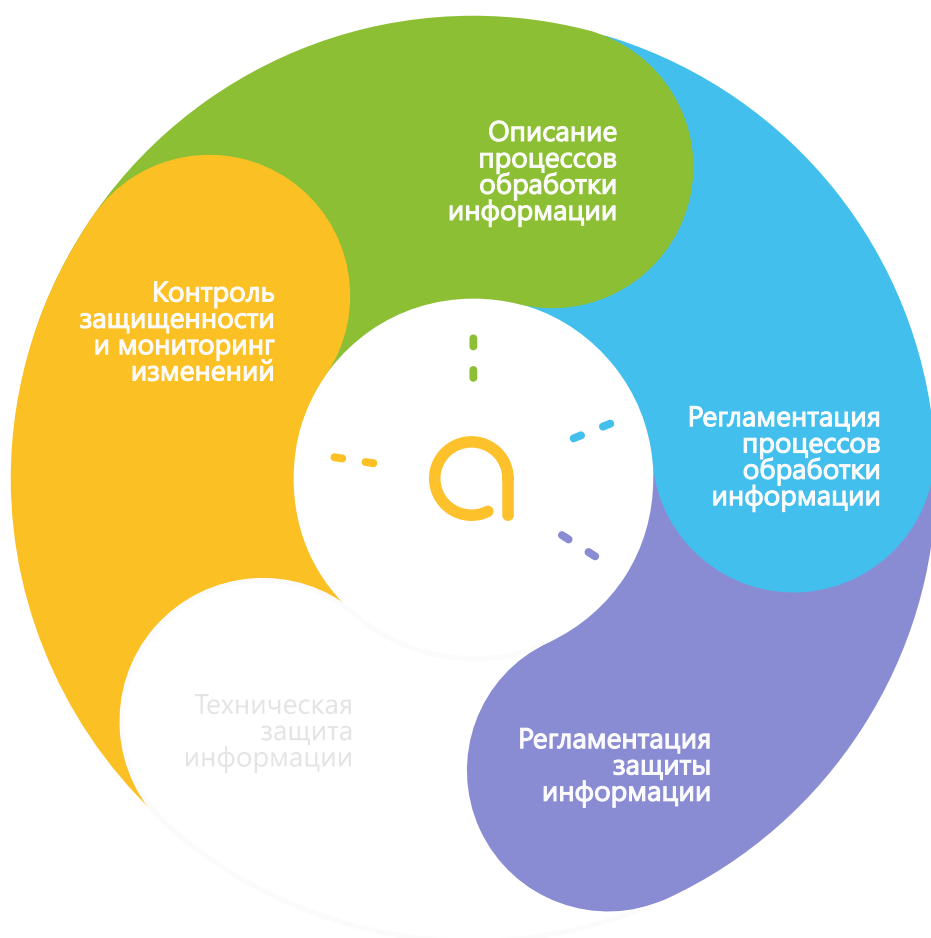 Описание
процессов
обработки
информации
Контроль
защищенности
и мониторинг
изменений
Регламентация
процессов
обработки
информации
Техническая
защита
информации
Регламентация
защиты
информации